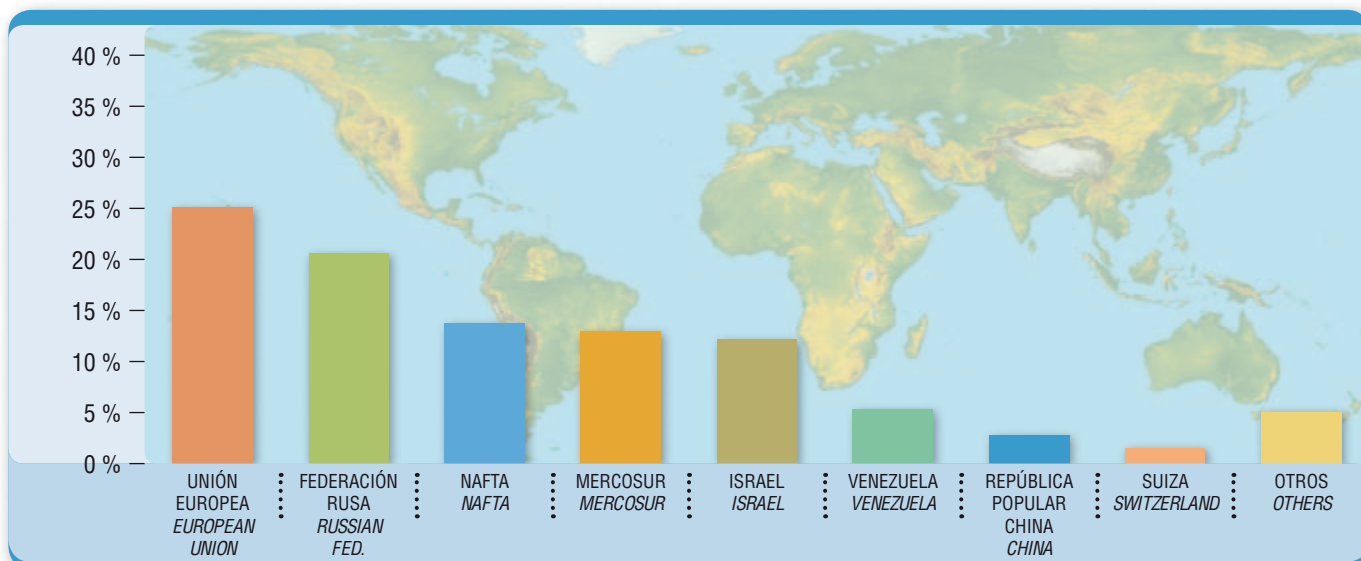 40 %
35 %
30 %
25 %
20 %
15 %
10 %
5 %
0 %
UNIÓN
EUROPEA
EUROPEAN
UNION
FEDERACIÓN
RUSA
RUSSIAN
FED.
NAFTA
NAFTA
MERCOSUR
MERCOSUR
ISRAEL
ISRAEL
VENEZUELA
VENEZUELA
REPÚBLICA
POPULAR
CHINA
CHINA
SUIZA
SWITZERLAND
OTROS
OTHERS